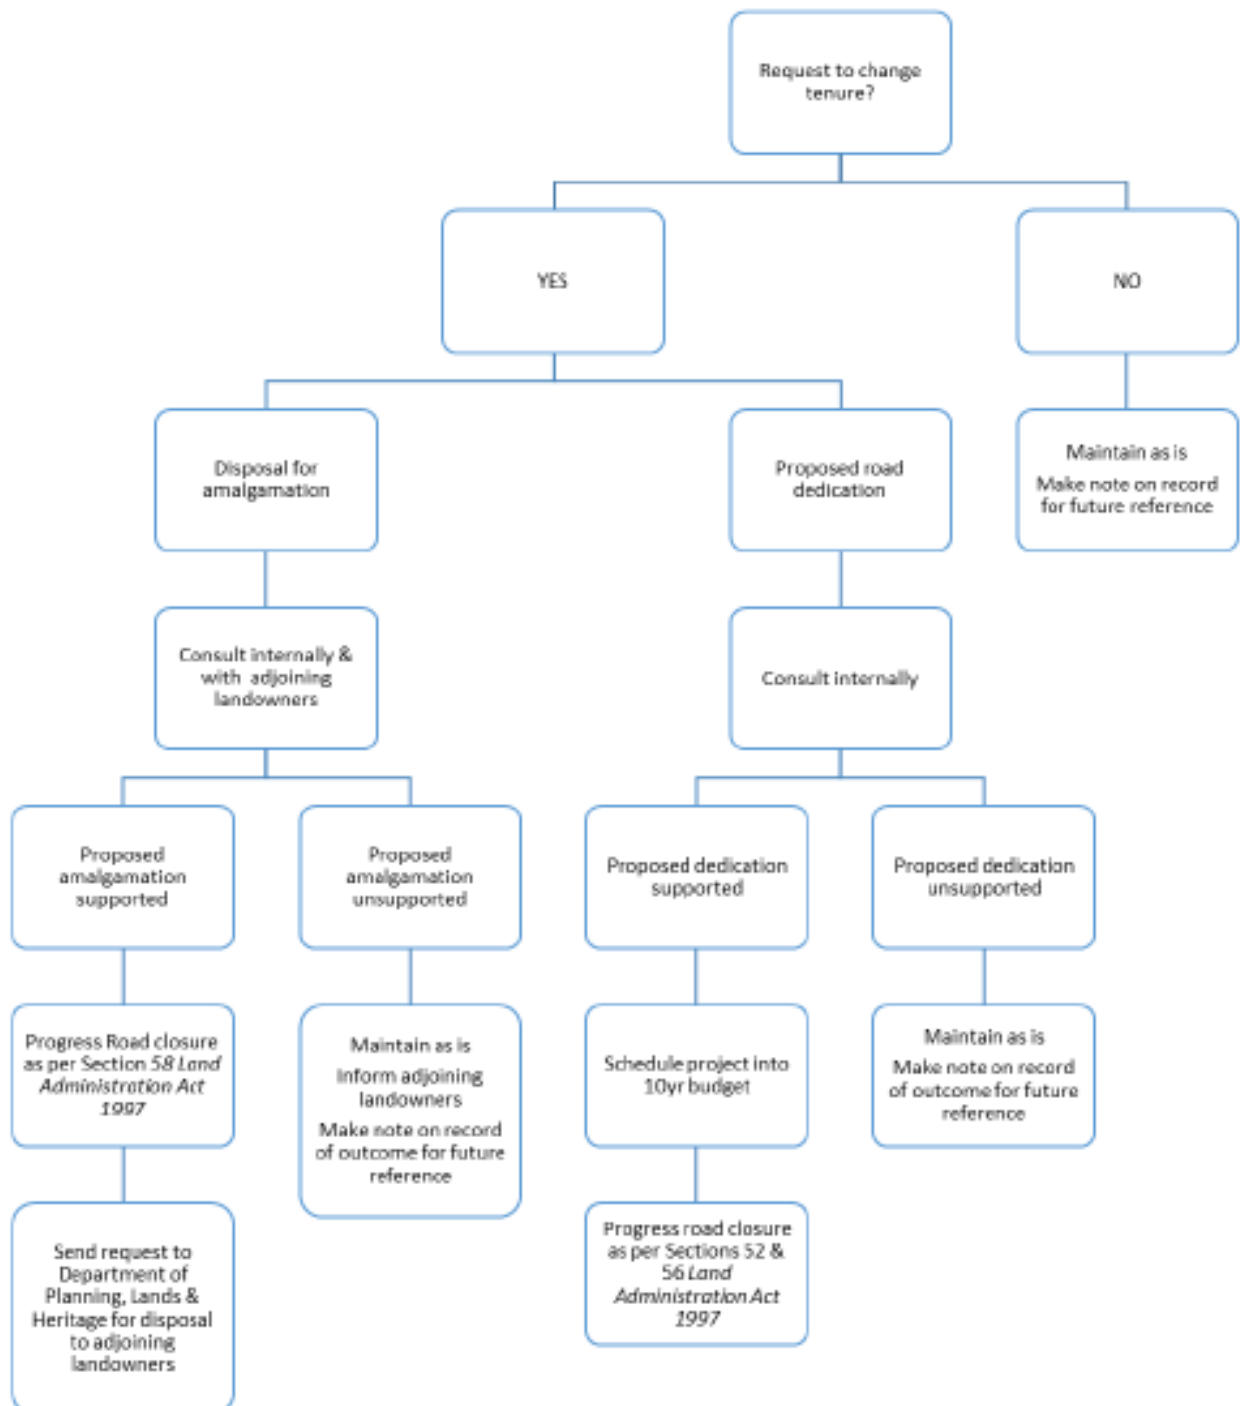 Request to change
tenure?
YES
NO
Disposal for
amalgamation
Proposed road
dedication
Maintain as is
Make note on record
for future reference
Consult internally &
with adjoining
landowners
Consult internally
Proposed
amalgamation
supported
Proposed
amalgamation
unsupported
Proposed dedication
supported
Proposed dedication
unsupported
Progress Road closure
as per Section 58 Land
Administration Act
1997
Maintain as is
Inform adjoining
landowners
Make note on record
of outcome for future
reference
Schedule project into
10yr budget
Maintain as is
Make note on record
of outcome for future
reference
Send request to
Department of
Planning, Lands &
Heritage for disposal
to adjoining
landowners
Progress road closure
as per Sections 52 &
56 Land
Administration Act
1997